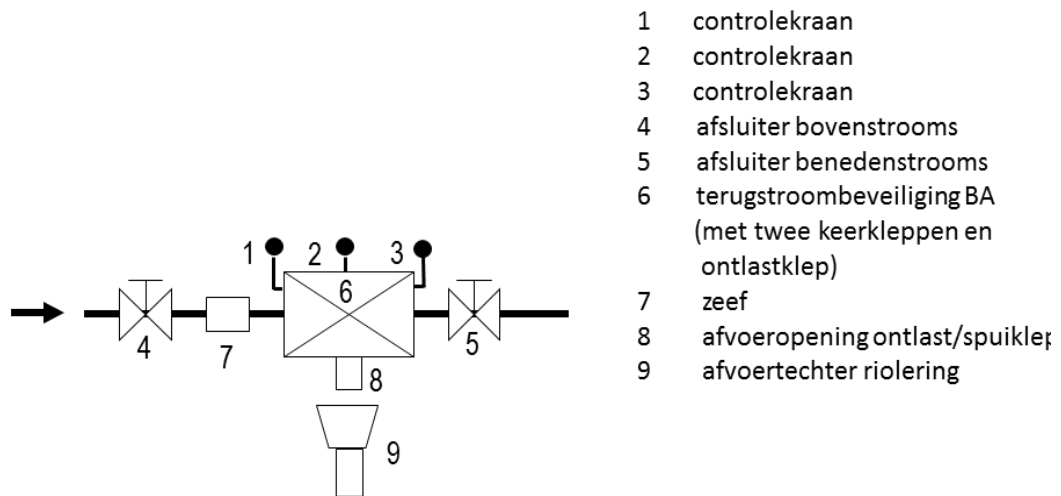 1 controlekraan
2 controlekraan
3 controlekraan
4 afsluiter bovenstrooms
5 afsluiter benedenstrooms
6 terugstroombeveiliging BA
(met twee keerkleppen en
ontlastklep)
7 zeef
8 afvoeropening ontlast/spuiklep
9 afvoertechter riolering
1 2 3
6
4 7 5
8
9